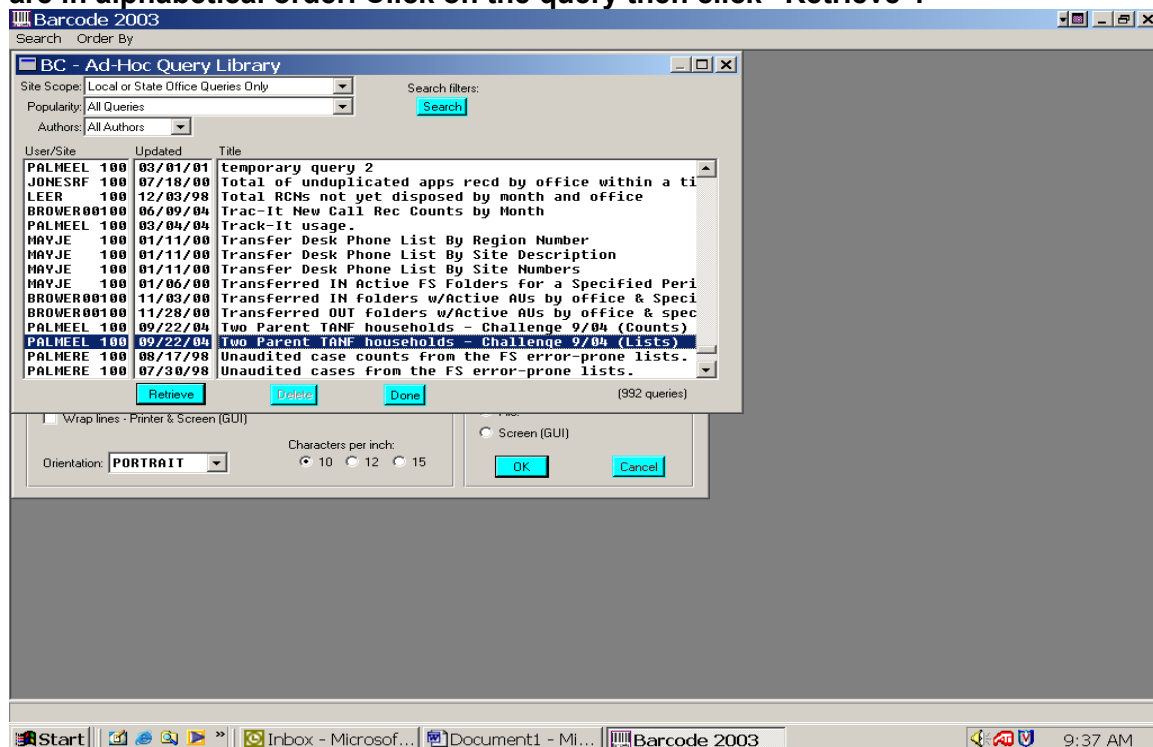 are in alphabetical order. Click on the query then click "Retrieve".
Barcode 2003
Search Order By
BC - Ad-Hoc Query Library
Site Scope: Local or State Office Queries Only
Search filters:
Popularity: All Queries
Search
Authors: All Authors
User/Site Updated Title
PALMEEL 100 03/01/01 temporary query 2
JONESRF 100 07/18/00 Total of unduplicated apps recd by office within a ti
LEER 100 12/03/98 Total RCNs not yet disposed by month and office
BROWER00100 06/09/04 Trac-It New Call Rec Counts by Month
PALMEEL 100 03/04/04 Track-It usage.
MAYJE 100 01/11/00 Transfer Desk Phone List By Region Number
MAYJE 100 01/11/00 Transfer Desk Phone List By Site Description
MAYJE 100 01/11/00 Transfer Desk Phone List By Site Numbers
MAYJE 100 01/06/00 Transferred IN Active FS Folders for a Specified Peri
BROWER00100 11/03/00 Transferred IN folders w/Active AUs by office & Speci
BROWER00100 11/28/00 Transferred OUT folders w/Active AUs by office & spec
PALMEEL 100 09/22/04 Two Parent TANF households - Challenge 9/04 (Counts)
PALMEEL 100 09/22/04 Two Parent TANF households - Challenge 9/04 (Lists)
PALMERE 100 08/17/98 Unaudited case counts from the FS error-prone lists.
PALMERE 100 07/30/98 Unaudited cases from the FS error-prone lists.
Retrieve Delete Done (992 queries)
Wrap lines - Printer & Screen (GUI)
Screen (GUI)
Characters per inch:
Orientation: PORTRAIT 10 12 15
OK Cancel
Start Inbox - Microsof... Document1 - Mi... Barcode 2003 9:37 AM